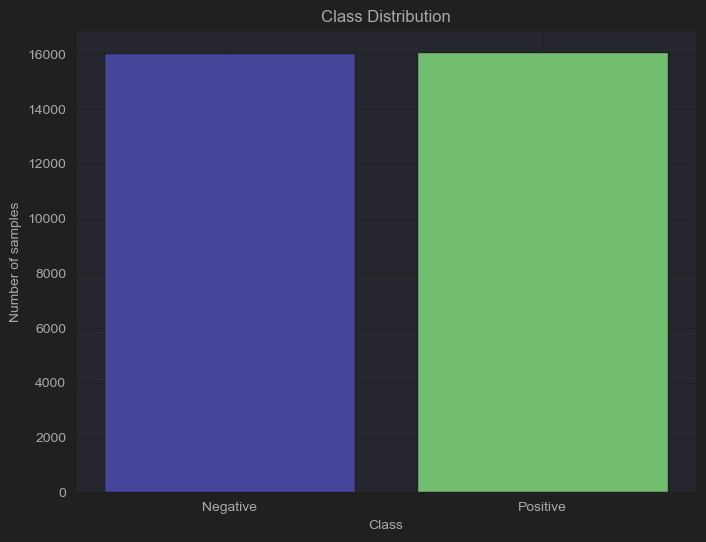 Class Distribution
16000
14000
12000
10000
8000
6000
4000
2000
0
Number of samples
Negative Positive
Class